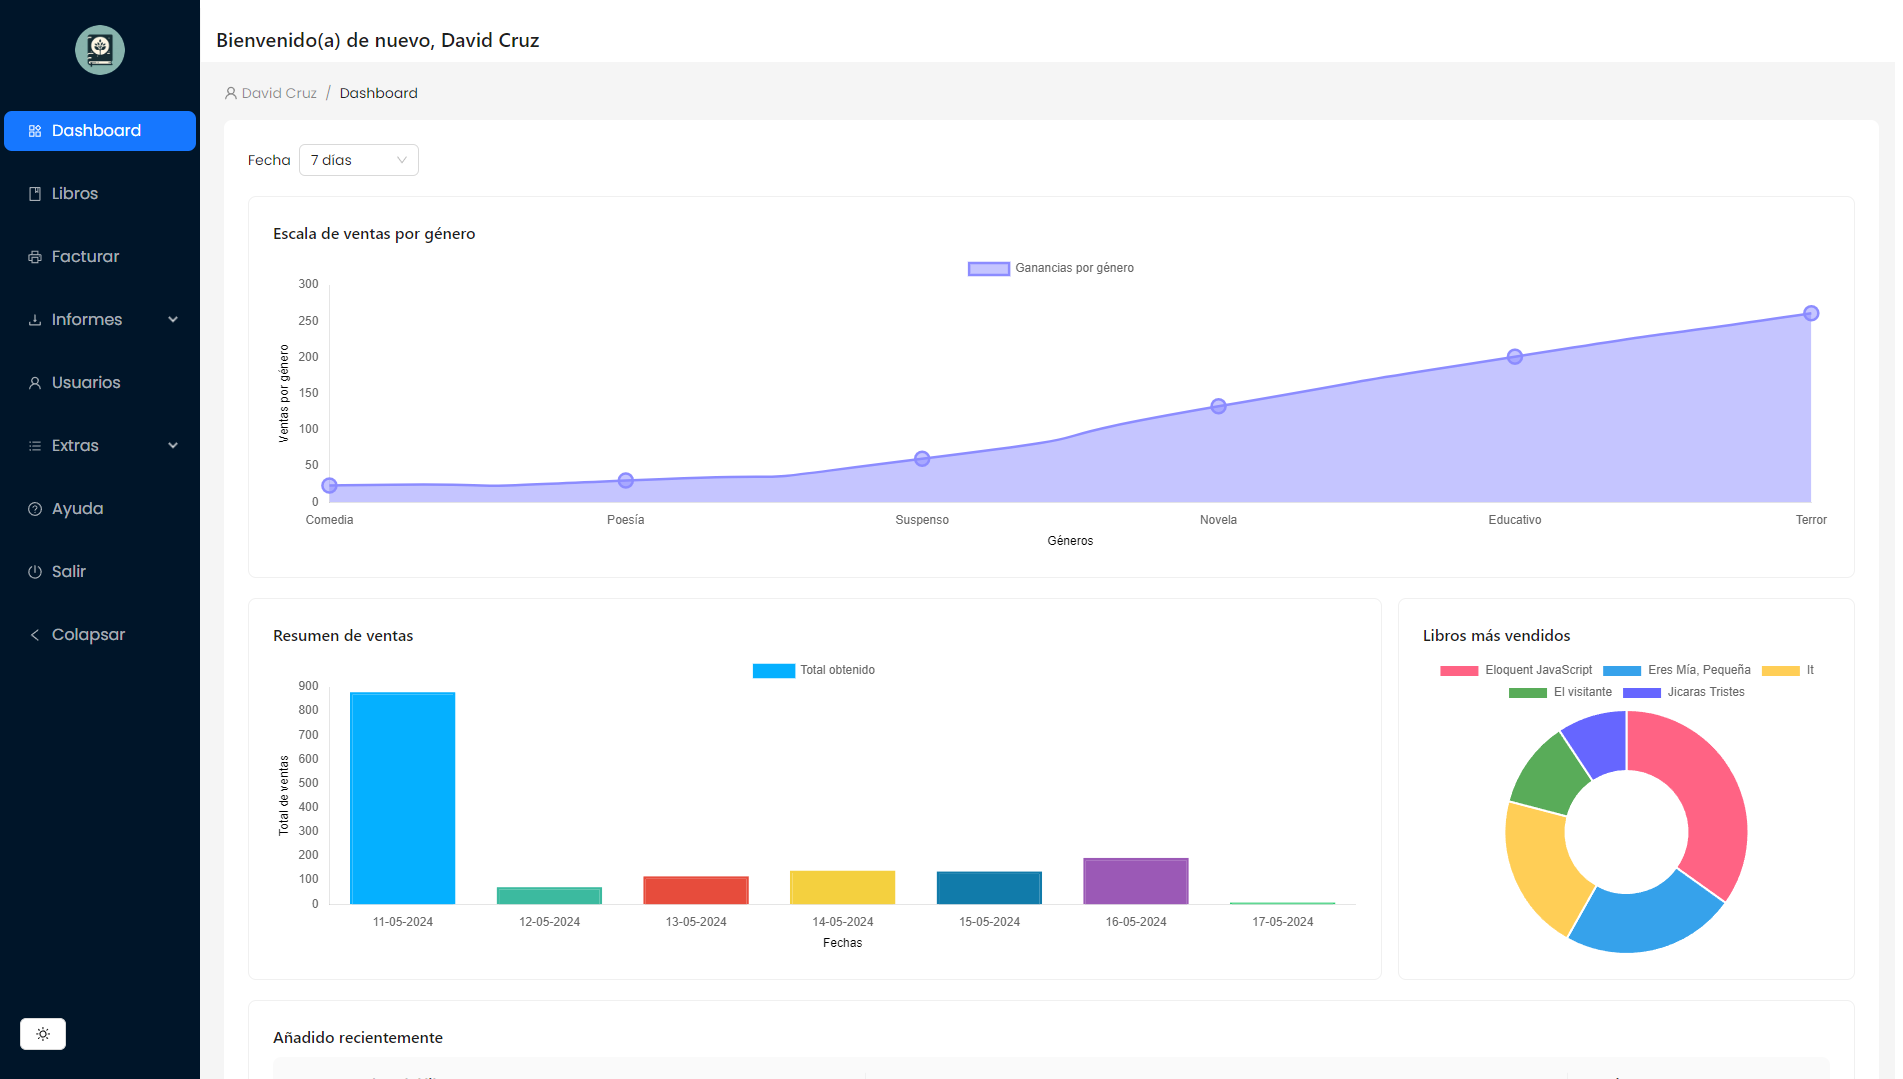 Bienvenido(a) de nuevo, David Cruz
David Cruz / Dashboard
Dashboard
Libros
Facturar
Informes
Usuarios
Extras
Ayuda
Salir
Colapsar
Fecha 7 días
Escala de ventas por género
Ganancias por género
300
250
200
150
100
50
0
Ventas por género
Comedia Poesía Suspenso Novela Educativo Terror
Géneros
Resumen de ventas
Total obtenido
900
800
700
600
500
400
300
200
100
0
Total de ventas
11-05-2024 12-05-2024 13-05-2024 14-05-2024 15-05-2024 16-05-2024 17-05-2024
Fechas
Libros más vendidos
Eloquent JavaScript Eres Mía, Pequeña It
El visitante Jicaras Tristes
Añadido recientemente